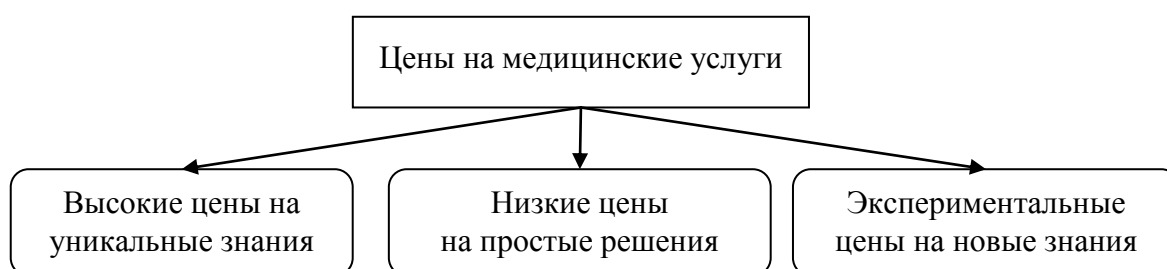 Цены на медицинские услуги
Высокие цены на
уникальные знания
Низкие цены
на простые решения
Экспериментальные
цены на новые знания